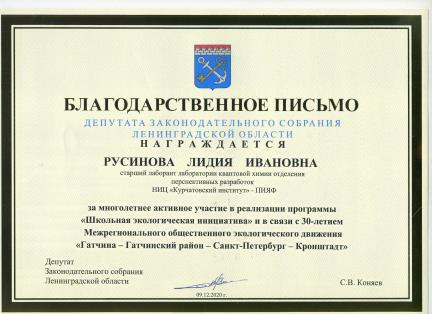 БЛАГОДАРСТВЕННОЕ ПИСЬМО
ДЕПУТАТА ЗАКОНОДАТЕЛЬНОГО СОБРАНИЯ
ЛЕНИНГРАДСКОЙ ОБЛАСТИ
НАГРАЖДАЕТСЯ
РУСИНОВА ЛИДИЯ ИВАНОВНА
старший лаборант лаборатории квантовой химии отделения
перспективных разработок
НИЦ «Курчатовский институт» - ПИЯФ
за многолетнее активное участие в реализации программы
«Школьная экологическая инициатива» и в связи с 30-летием
Межрегионального общественного экологического движения
«Гатчина – Гатчинский район – Санкт-Петербург – Кронштадт»
Депутат
Законодательного собрания
Ленинградской области
С.В. Коняев
09.12.2020 г.